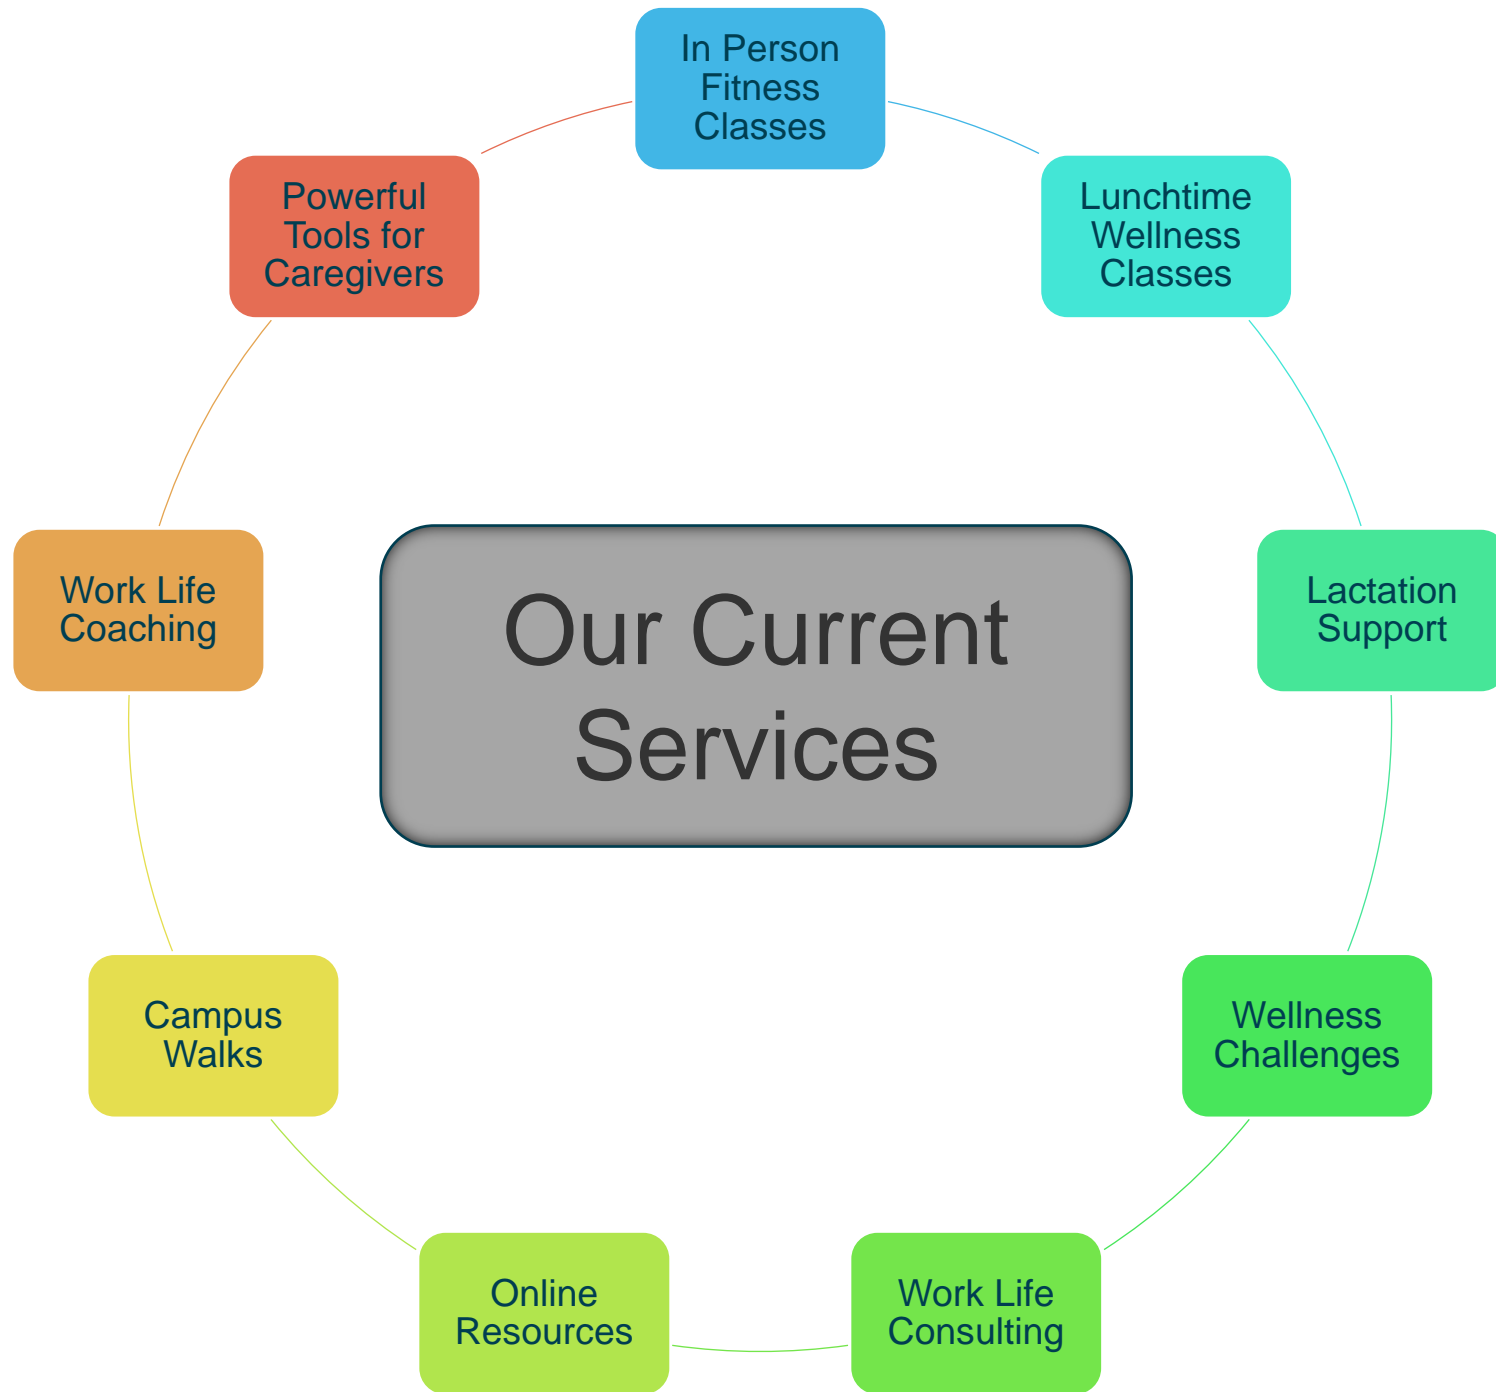 In Person
Fitness
Classes
Powerful
Tools for
Caregivers
Lunchtime
Wellness
Classes
Work Life
Coaching
Our Current
Services
Lactation
Support
Campus
Walks
Wellness
Challenges
Online
Resources
Work Life
Consulting